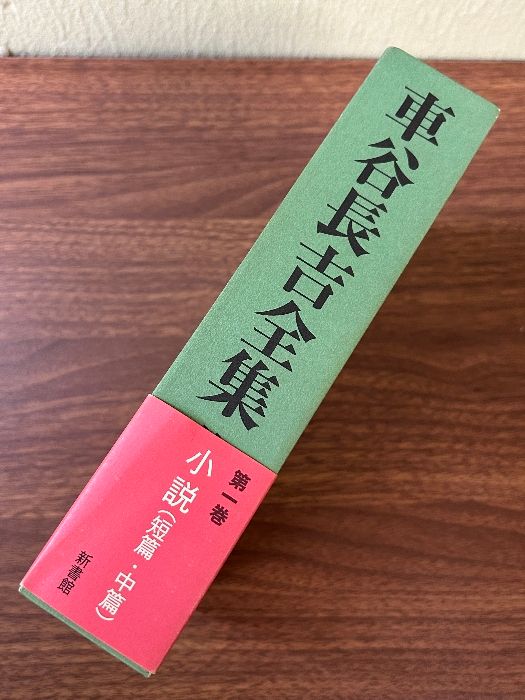 車谷長吉全集
第一巻
小説(短篇・中篇)
新書館